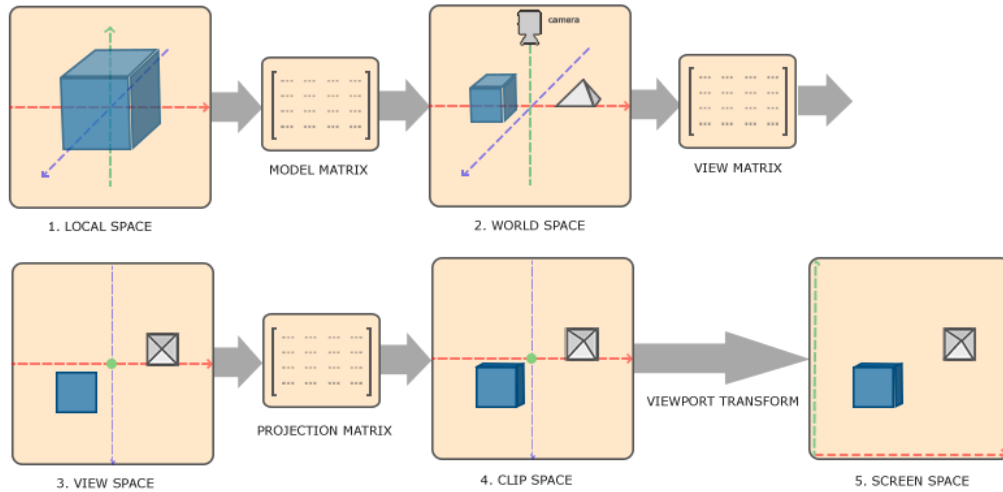 camera
MODEL MATRIX
VIEW MATRIX
1. LOCAL SPACE
2. WORLD SPACE
VIEWPORT TRANSFORM
PROJECTION MATRIX
3. VIEW SPACE
4. CLIP SPACE
5. SCREEN SPACE